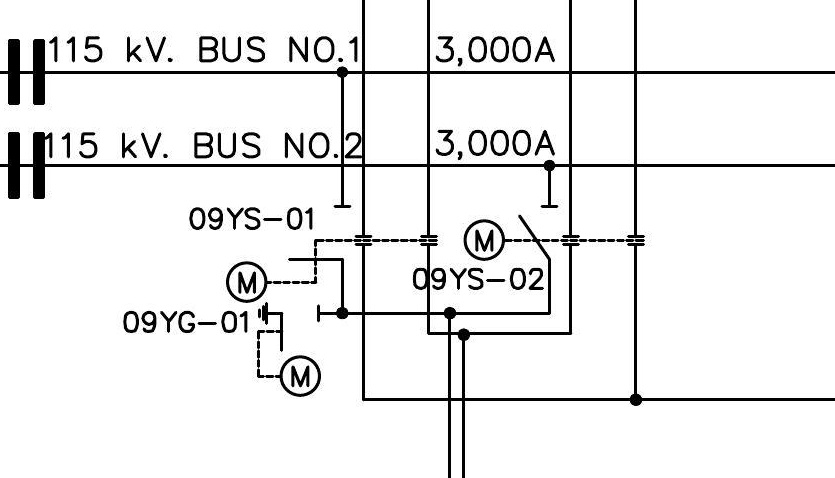 115 kV. BUS NO.1 3,000A
115 kV. BUS NO.2 3,000A
09YS-01
M
09YS-02
M
09YG-01
M